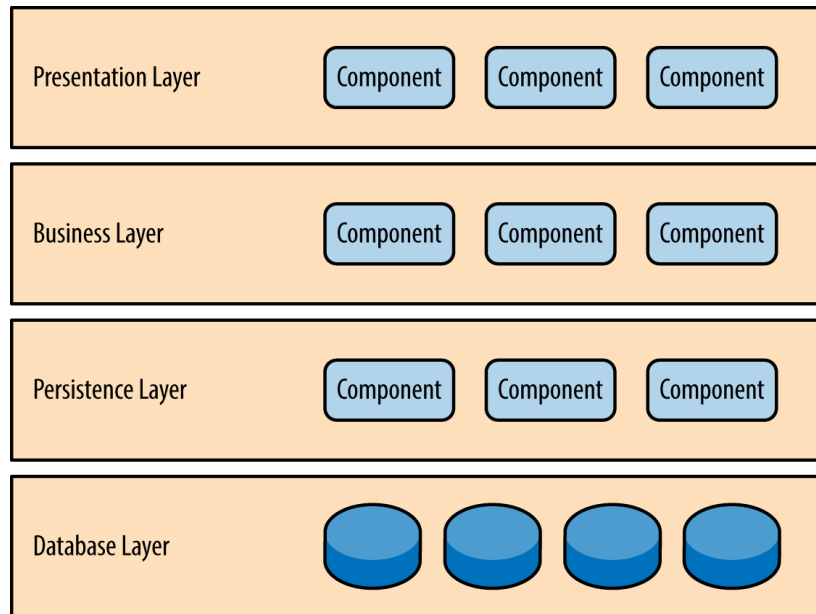 Presentation Layer
Component
Component
Component
Business Layer
Component
Component
Component
Persistence Layer
Component
Component
Component
Database Layer